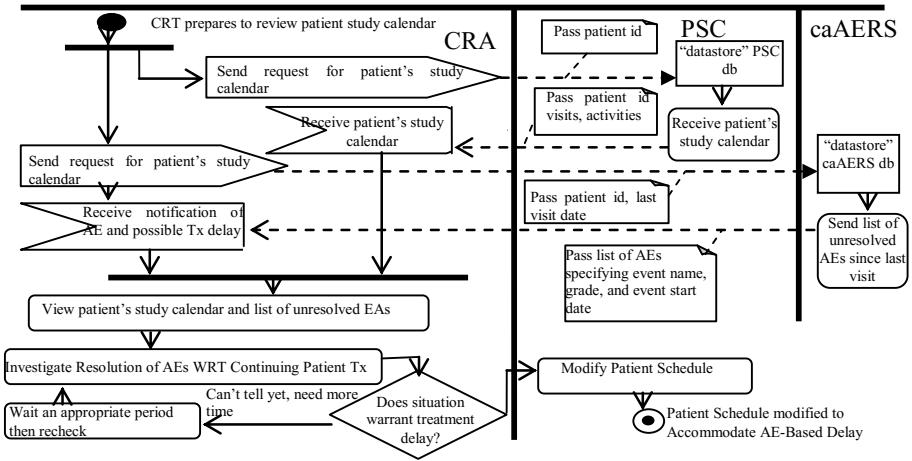 CRT prepares to review patient study calendar
CRA
PSC
caAERS
Pass patient id
Send request for patient's study
calendar
"datastore" PSC
db
Pass patient id
visits, activities
Receive patient's study
calendar
Receive patient's
study calendar
Send request for patient's study
calendar
"datastore"
caAERS db
Pass patient id, last
visit date
Receive notification of
AE and possible Tx delay
Send list of
unresolved
AEs since last
visit
Pass list of AEs
specifying event name,
grade, and event start
date
View patient's study calendar and list of unresolved EAs
Investigate Resolution of AEs WRT Continuing Patient Tx
Modify Patient Schedule
Can't tell yet, need more
time
Does situation
warrant treatment
delay?
Wait an appropriate period
then recheck
Patient Schedule modified to
Accommodate AE-Based Delay